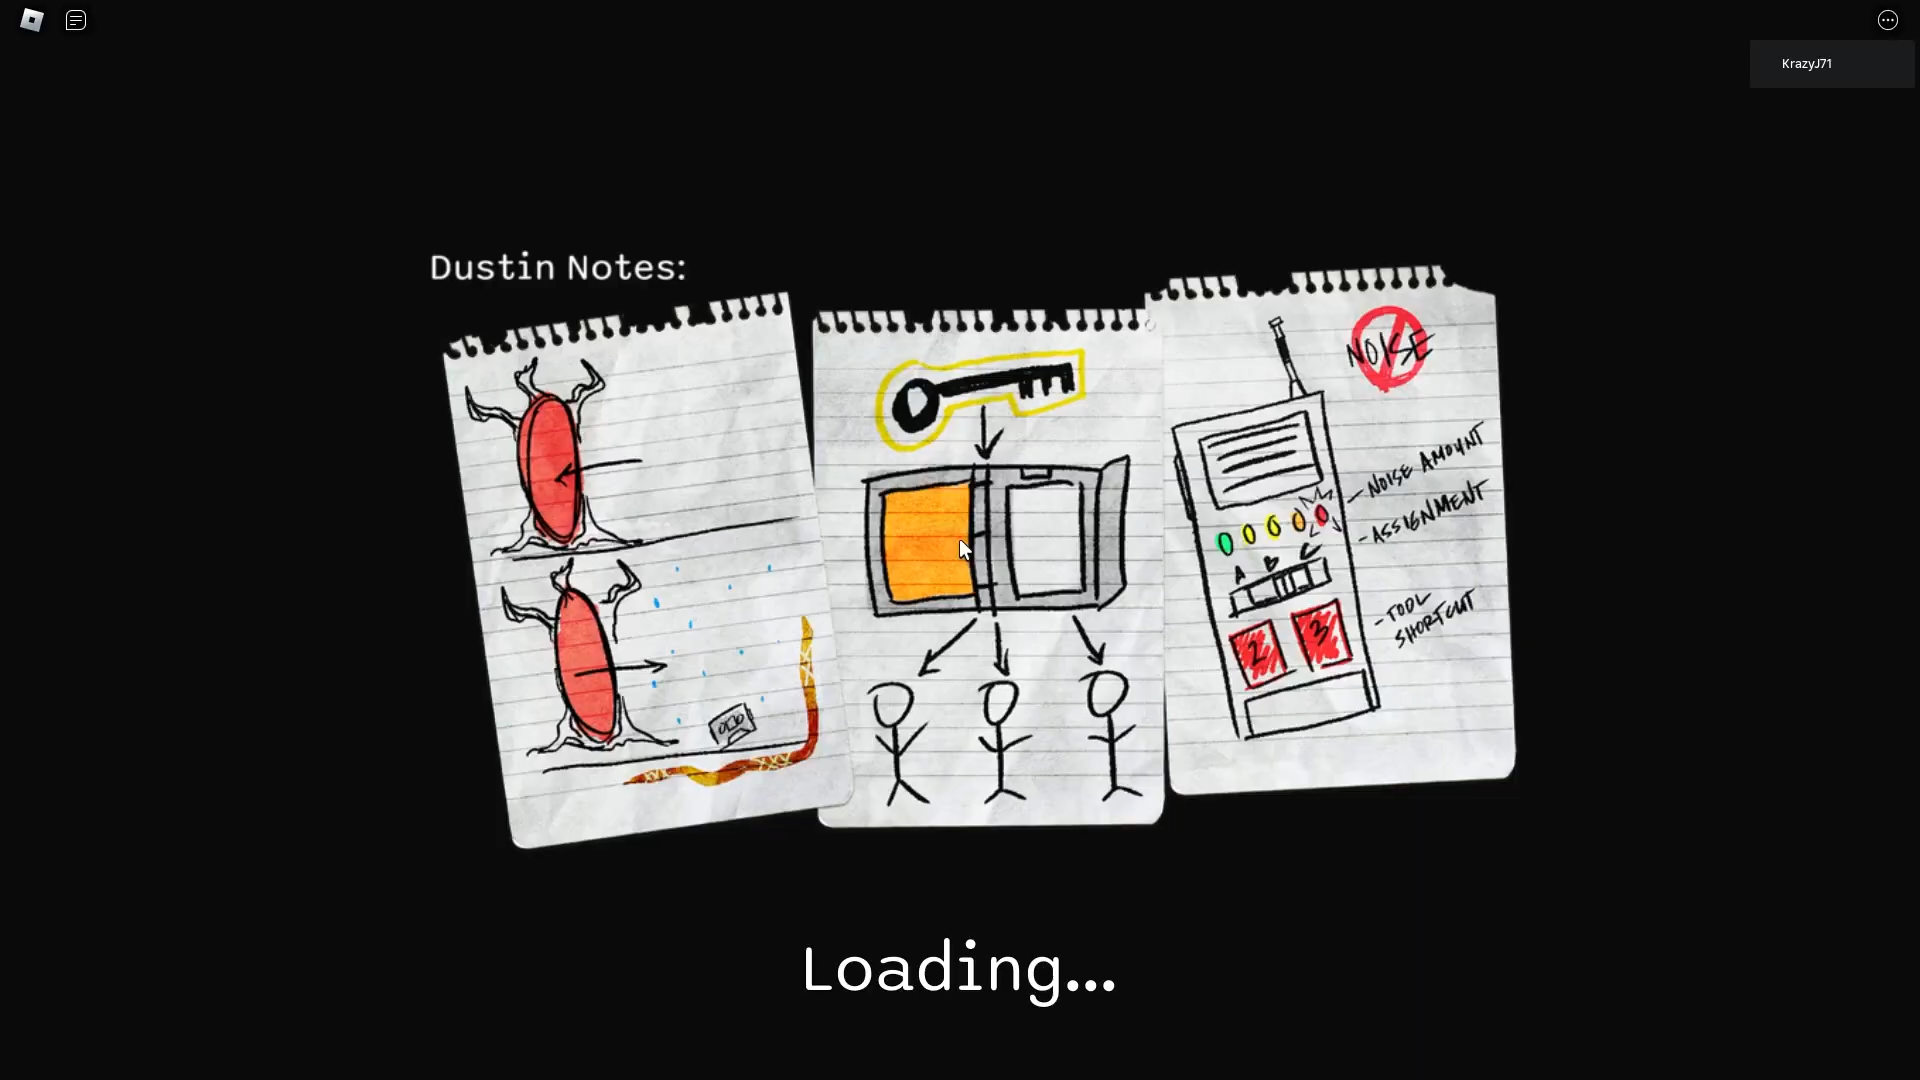 KrazyJ71
Dustin Notes:
NOISE
- NOISE AMOUNT
- ASSIGNMENT
A B C
- TOOL
SHORTCUT
2 3
Loading...